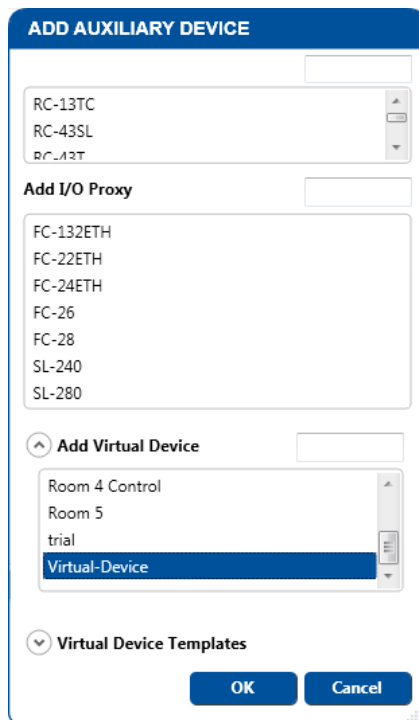 ADD AUXILIARY DEVICE
RC-13TC
RC-43SL
RC-43T
Add I/O Proxy
FC-132ETH
FC-22ETH
FC-24ETH
FC-26
FC-28
SL-240
SL-280
Add Virtual Device
Room 4 Control
Room 5
trial
Virtual-Device
Virtual Device Templates
OK
Cancel